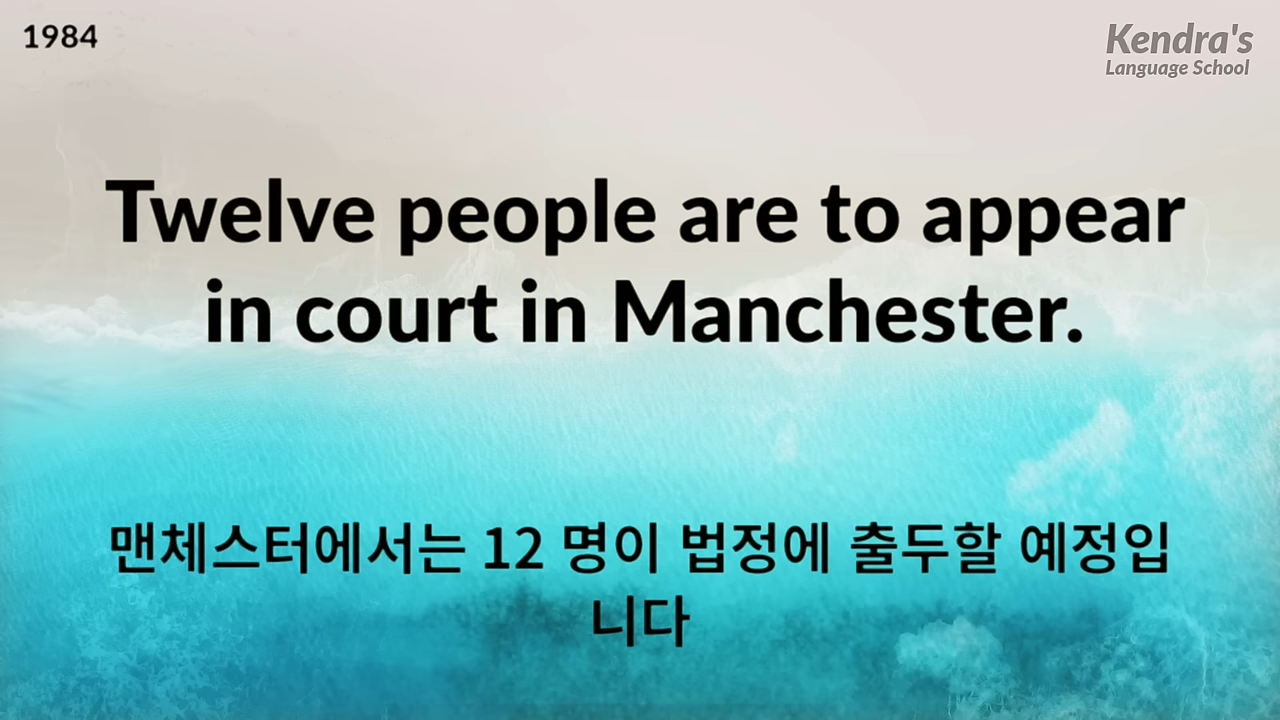 1984
Kendra's
Language School
Twelve people are to appear
in court in Manchester.
맨체스터에서는 12 명이 법정에 출두할 예정입
니다